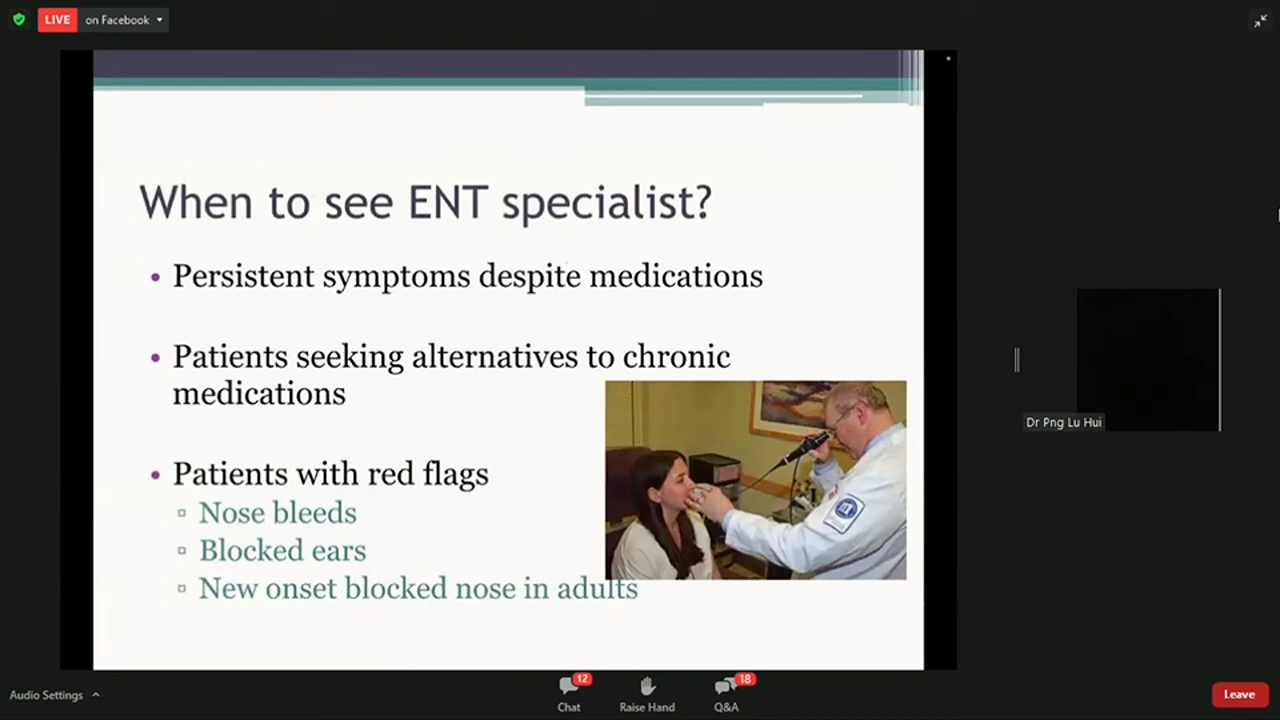 LIVE on Facebook
When to see ENT specialist?
• Persistent symptoms despite medications
• Patients seeking alternatives to chronic
medications
• Patients with red flags
▫ Nose bleeds
▫ Blocked ears
▫ New onset blocked nose in adults
Dr Png Lu Hui
Audio Settings
12
Chat
Raise Hand
18
Q&A
Leave